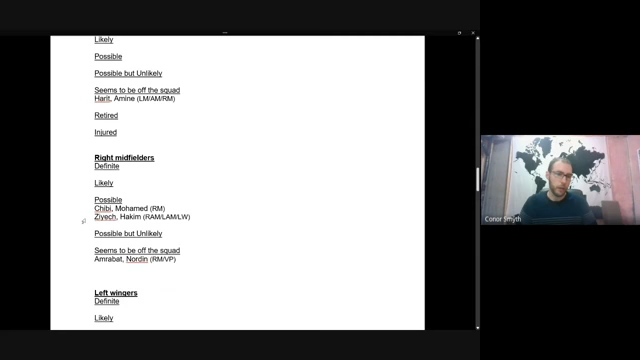 Likely
Possible
Possible but Unlikely
Seems to be off the squad
Harit, Amine (LM/AM/RM)
Retired
Injured
Right midfielders
Definite
Likely
Possible
Chibi, Mohamed (RM)
Ziyech, Hakim (RAM/LAM/LW)
Possible but Unlikely
Seems to be off the squad
Amrabat, Nordin (RM/VP)
Left wingers
Definite
Likely
Conor Smyth